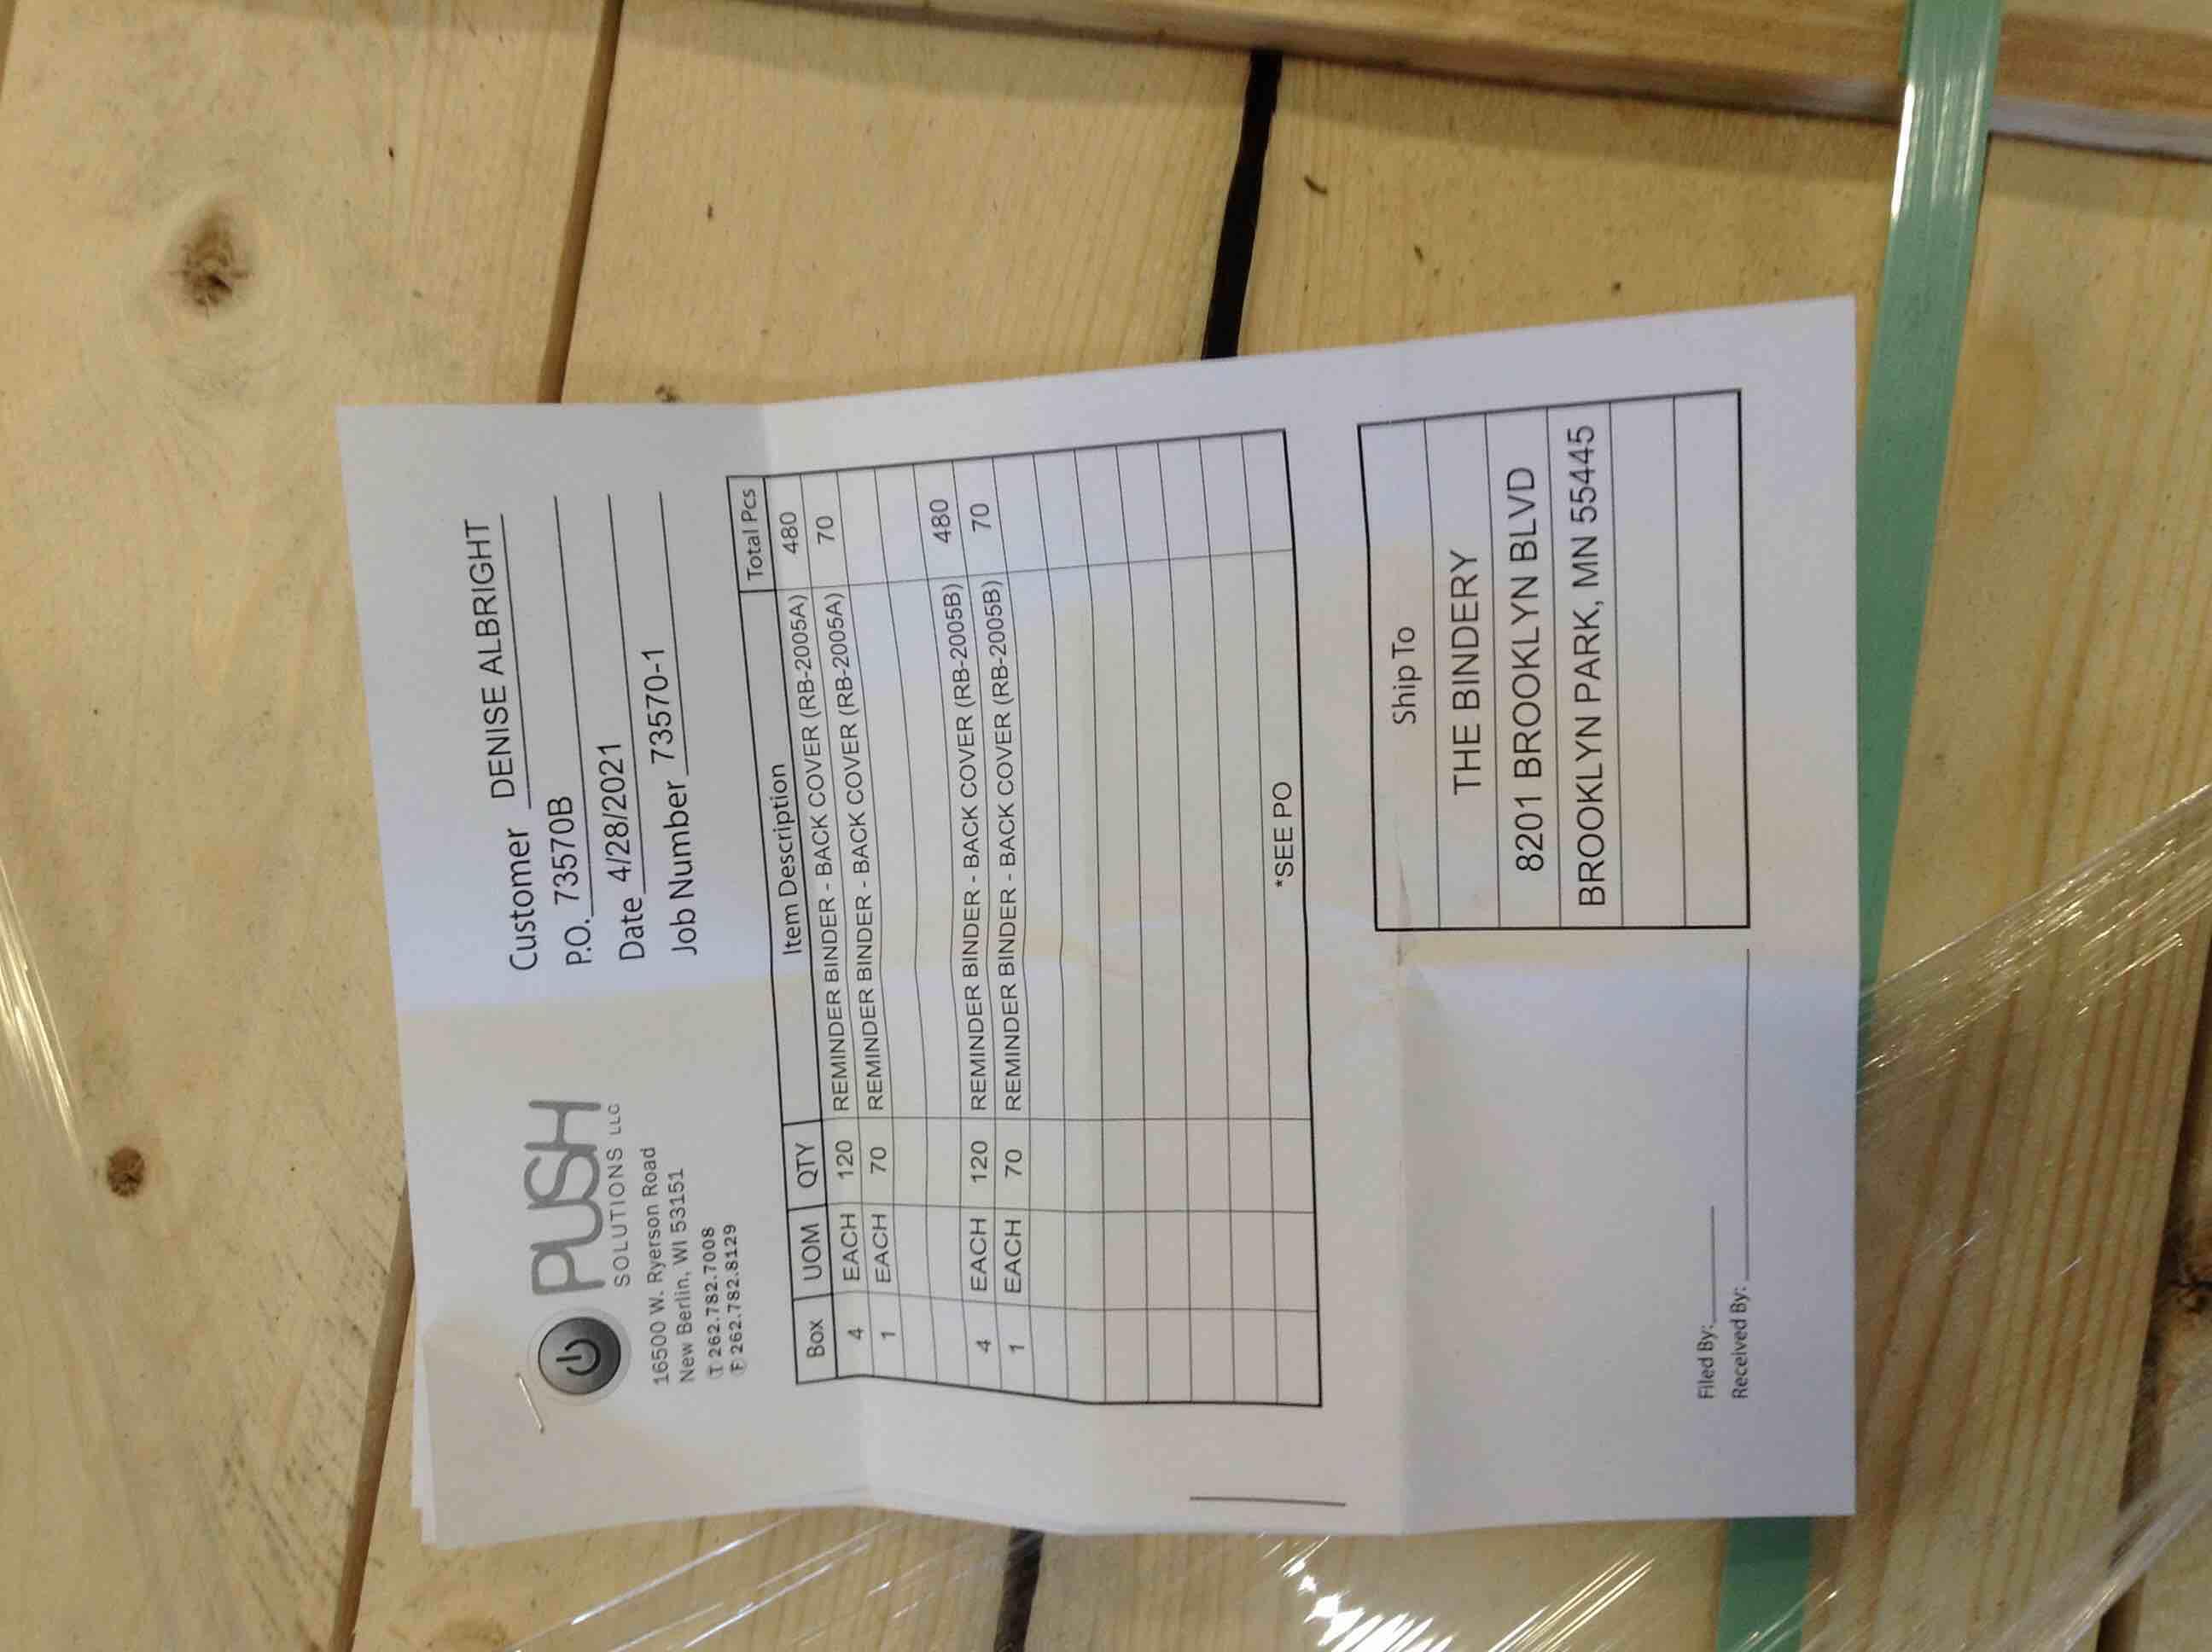 PUSH
SOLUTIONS LLC
16500 W. Ryerson Road
New Berlin, WI 53151
T 262.782.7008
F 262.782.8129
Customer DENISE ALBRIGHT
P.O. 73570B
Date 4/28/2021
Job Number 73570-1
Box UOM QTY Item Description Total Pcs
4 EACH 120 REMINDER BINDER - BACK COVER (RB-2005A) 480
1 EACH 70 REMINDER BINDER - BACK COVER (RB-2005A) 70
4 EACH 120 REMINDER BINDER - BACK COVER (RB-2005B) 480
1 EACH 70 REMINDER BINDER - BACK COVER (RB-2005B) 70
*SEE PO
Ship To
THE BINDERY
8201 BROOKLYN BLVD
BROOKLYN PARK, MN 55445
Filed By:
Received By: